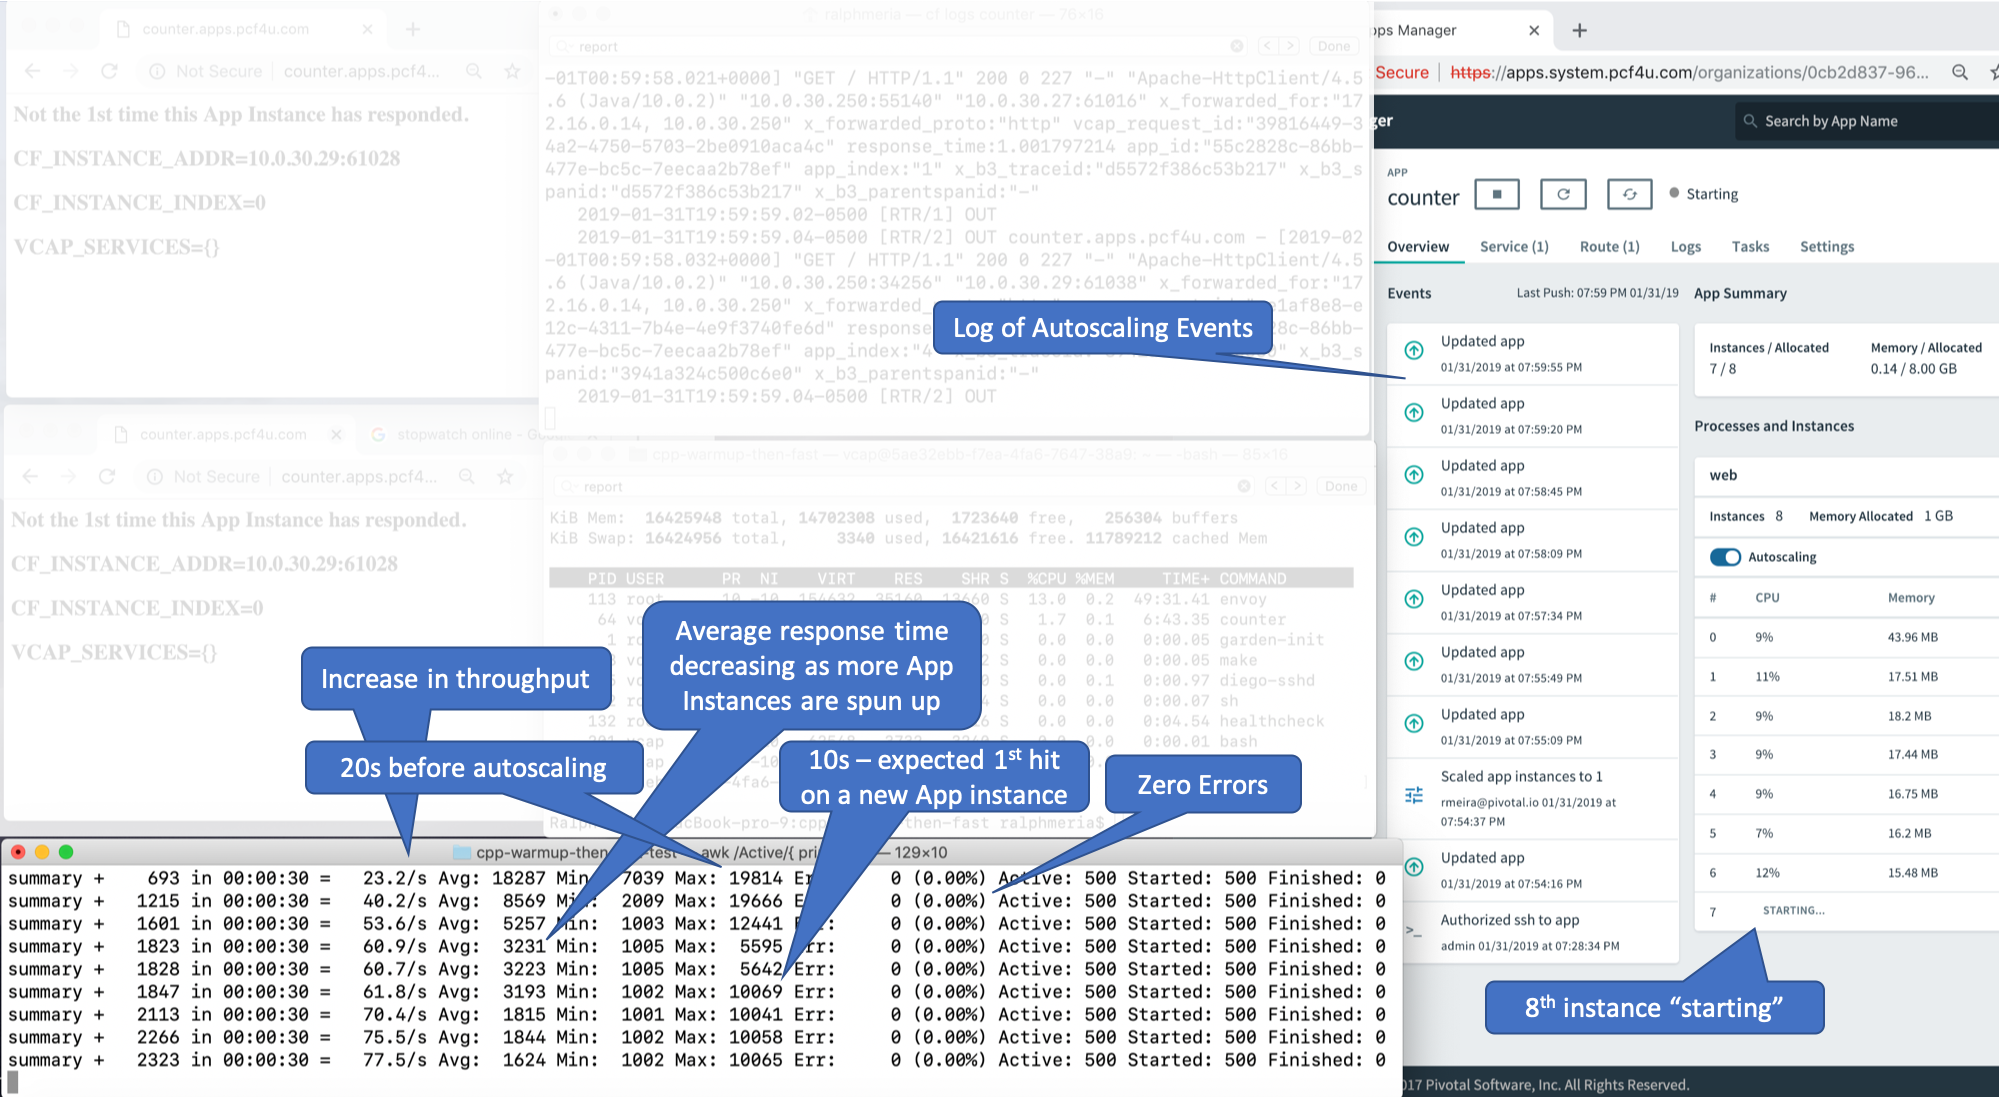 counter.apps.pcf4u.com
Not Secure | counter.apps.pcf4...
Not the 1st time this App Instance has responded.
CF_INSTANCE_ADDR=10.0.30.29:61028
CF_INSTANCE_INDEX=0
VCAP_SERVICES={}
counter.apps.pcf4u.com
stopwatch online -
Not Secure | counter.apps.pcf4...
Not the 1st time this App Instance has responded.
CF_INSTANCE_ADDR=10.0.30.29:61028
CF_INSTANCE_INDEX=0
VCAP_SERVICES={}
ralphmeria — cf logs counter — 76×16
report
Done
-01T00:59:58.021+0000] "GET / HTTP/1.1" 200 0 227 "-" "Apache-HttpClient/4.5
.6 (Java/10.0.2)" "10.0.30.250:55140" "10.0.30.27:61016" x_forwarded_for:"17
2.16.0.14, 10.0.30.250" x_forwarded_proto:"http" vcap_request_id:"39816449-3
4a2-4750-5703-2be0910aca4c" response_time:1.001797214 app_id:"55c2828c-86bb-
477e-bc5c-7eecaa2b78ef" app_index:"1" x_b3_traceid:"d5572f386c53b217" x_b3_s
panid:"d5572f386c53b217" x_b3_parentspanid:"-"
2019-01-31T19:59:59.02-0500 [RTR/1] OUT
2019-01-31T19:59:59.04-0500 [RTR/2] OUT counter.apps.pcf4u.com - [2019-02
-01T00:59:58.032+0000] "GET / HTTP/1.1" 200 0 227 "-" "Apache-HttpClient/4.5
.6 (Java/10.0.2)" "10.0.30.250:34256" "10.0.30.29:61038" x_forwarded_for:"17
2.16.0.14, 10.0.30.250" x_forwarded_ e1af8e8-e
12c-4311-7b4e-4e9f3740fe6d" response 28c-86bb-
477e-bc5c-7eecaa2b78ef" app_index:"4 x_b3_s
panid:"3941a324c500c6e0" x_b3_parentspanid:"-"
2019-01-31T19:59:59.04-0500 [RTR/2] OUT
Log of Autoscaling Events
cpp-warmup-then-fast — vcap@5ae32ebb-f7ea-4fa6-7647-38a9: ~ — -bash — 85×16
report
Done
KiB Mem: 16425948 total, 14702308 used, 1723640 free, 256304 buffers
KiB Swap: 16424956 total, 3340 used, 16421616 free. 11789212 cached Mem
PID USER PR NI VIRT RES SHR S %CPU %MEM TIME+ COMMAND
113 root 10 -10 154632 35160 13660 S 13.0 0.2 49:31.41 envoy
64 S 1.7 0.1 6:43.35 counter
1 S 0.0 0.0 0:00.05 garden-init
S 0.0 0.0 0:00.05 make
S 0.0 0.1 0:00.97 diego-sshd
S 0.0 0.0 0:00.07 sh
132 S 0.0 0.0 0:04.54 healthcheck
0.0 0:00.01 bash
Increase in throughput
Average response time
decreasing as more App
Instances are spun up
20s before autoscaling
10s – expected 1st hit
on a new App instance
Zero Errors
then-fast ralphmeria$
cpp-warmup-then awk /Active/{ pri — 129×10
summary + 693 in 00:00:30 = 23.2/s Avg: 18287 Min 7039 Max: 19814 Er 0 (0.00%) Active: 500 Started: 500 Finished: 0
summary + 1215 in 00:00:30 = 40.2/s Avg: 8569 Min: 2009 Max: 19666 E 0 (0.00%) Active: 500 Started: 500 Finished: 0
summary + 1601 in 00:00:30 = 53.6/s Avg: 5257 Min: 1003 Max: 12441 0 (0.00%) Active: 500 Started: 500 Finished: 0
summary + 1823 in 00:00:30 = 60.9/s Avg: 3231 Min: 1005 Max: 5595 0 (0.00%) Active: 500 Started: 500 Finished: 0
summary + 1828 in 00:00:30 = 60.7/s Avg: 3223 Min: 1005 Max: 5642 Err: 0 (0.00%) Active: 500 Started: 500 Finished: 0
summary + 1847 in 00:00:30 = 61.8/s Avg: 3193 Min: 1002 Max: 10069 Err: 0 (0.00%) Active: 500 Started: 500 Finished: 0
summary + 2113 in 00:00:30 = 70.4/s Avg: 1815 Min: 1001 Max: 10041 Err: 0 (0.00%) Active: 500 Started: 500 Finished: 0
summary + 2266 in 00:00:30 = 75.5/s Avg: 1844 Min: 1002 Max: 10058 Err: 0 (0.00%) Active: 500 Started: 500 Finished: 0
summary + 2323 in 00:00:30 = 77.5/s Avg: 1624 Min: 1002 Max: 10065 Err: 0 (0.00%) Active: 500 Started: 500 Finished: 0
pps Manager
Secure | https://apps.system.pcf4u.com/organizations/0cb2d837-96...
ger
Search by App Name
APP
counter
Starting
Overview Service (1) Route (1) Logs Tasks Settings
Events Last Push: 07:59 PM 01/31/19
Updated app
01/31/2019 at 07:59:55 PM
Updated app
01/31/2019 at 07:59:20 PM
Updated app
01/31/2019 at 07:58:45 PM
Updated app
01/31/2019 at 07:58:09 PM
Updated app
01/31/2019 at 07:57:34 PM
Updated app
01/31/2019 at 07:55:49 PM
Updated app
01/31/2019 at 07:55:09 PM
Scaled app instances to 1
rmeira@pivotal.io 01/31/2019 at
07:54:37 PM
Updated app
01/31/2019 at 07:54:16 PM
Authorized ssh to app
admin 01/31/2019 at 07:28:34 PM
App Summary
Instances / Allocated Memory / Allocated
7 / 8 0.14 / 8.00 GB
Processes and Instances
web
Instances 8 Memory Allocated 1 GB
Autoscaling
# CPU Memory
0 9% 43.96 MB
1 11% 17.51 MB
2 9% 18.2 MB
3 9% 17.44 MB
4 9% 16.75 MB
5 7% 16.2 MB
6 12% 15.48 MB
7 STARTING...
8th instance “starting”
017 Pivotal Software, Inc. All Rights Reserved.